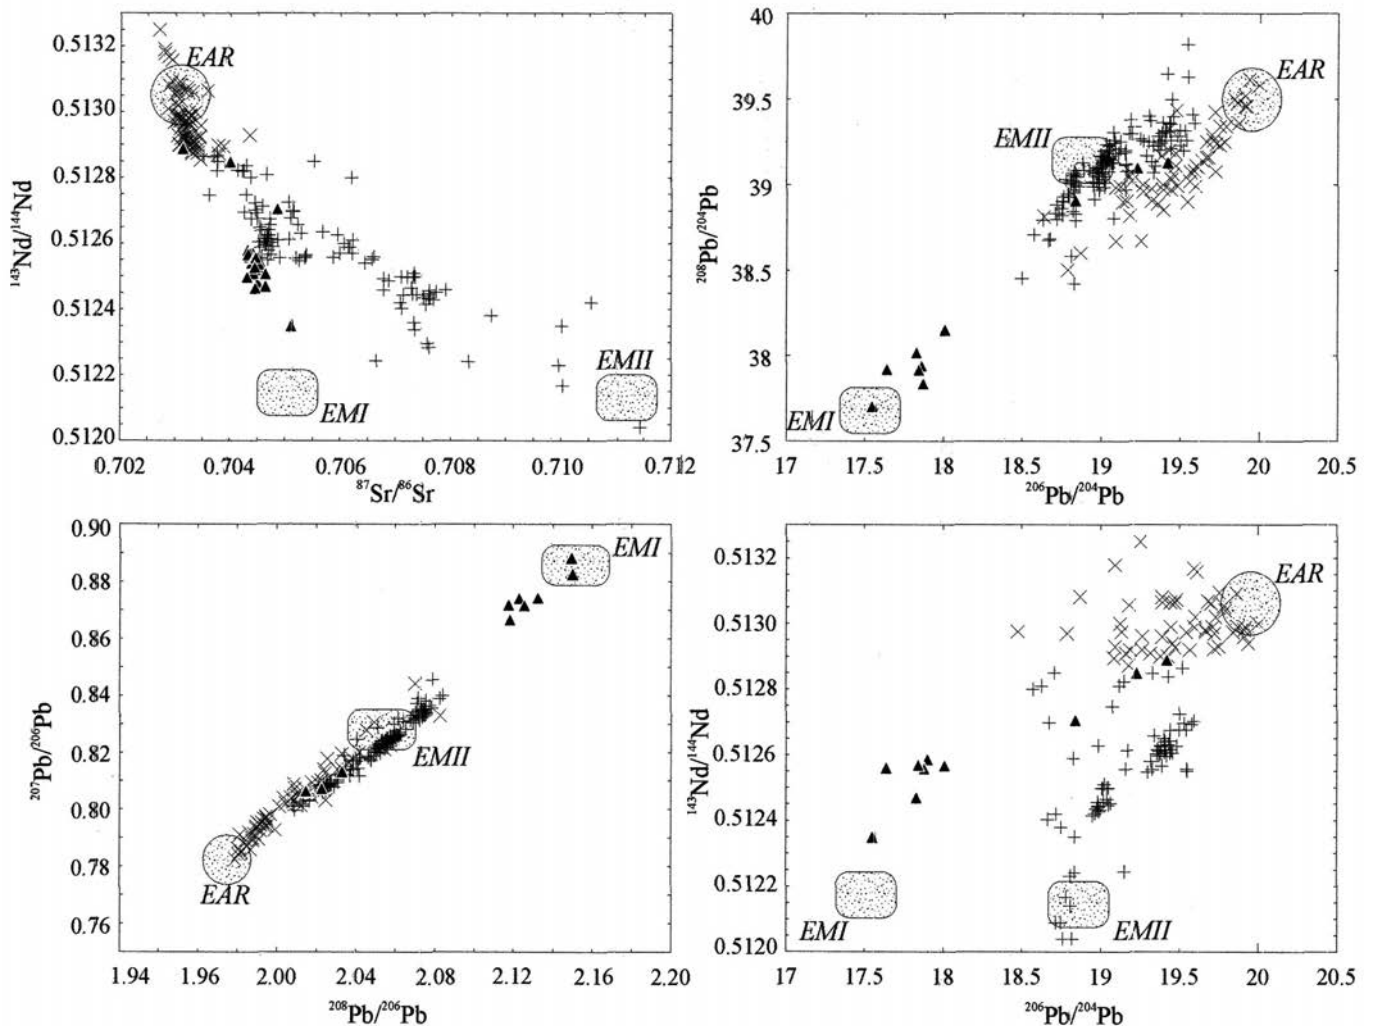 0.5132
0.5130
0.5128
0.5126
0.5124
0.5122
0.5120
¹⁴³Nd/¹⁴⁴Nd
EAR
EMI
EMII
0.702
0.704
0.706
0.708
0.710
0.712
⁸⁷Sr/⁸⁶Sr
40
39.5
39
38.5
38
37.5
²⁰⁸Pb/²⁰⁴Pb
EAR
EMII
EMI
17
17.5
18
18.5
19
19.5
20
20.5
²⁰⁶Pb/²⁰⁴Pb
0.90
0.88
0.86
0.84
0.82
0.80
0.78
0.76
²⁰⁷Pb/²⁰⁶Pb
EMI
EMII
EAR
1.94
1.96
2.00
2.04
2.08
2.12
2.16
2.20
²⁰⁸Pb/²⁰⁶Pb
0.5132
0.5130
0.5128
0.5126
0.5124
0.5122
0.5120
¹⁴³Nd/¹⁴⁴Nd
EAR
EMI
EMII
17
17.5
18
18.5
19
19.5
20
20.5
²⁰⁶Pb/²⁰⁴Pb